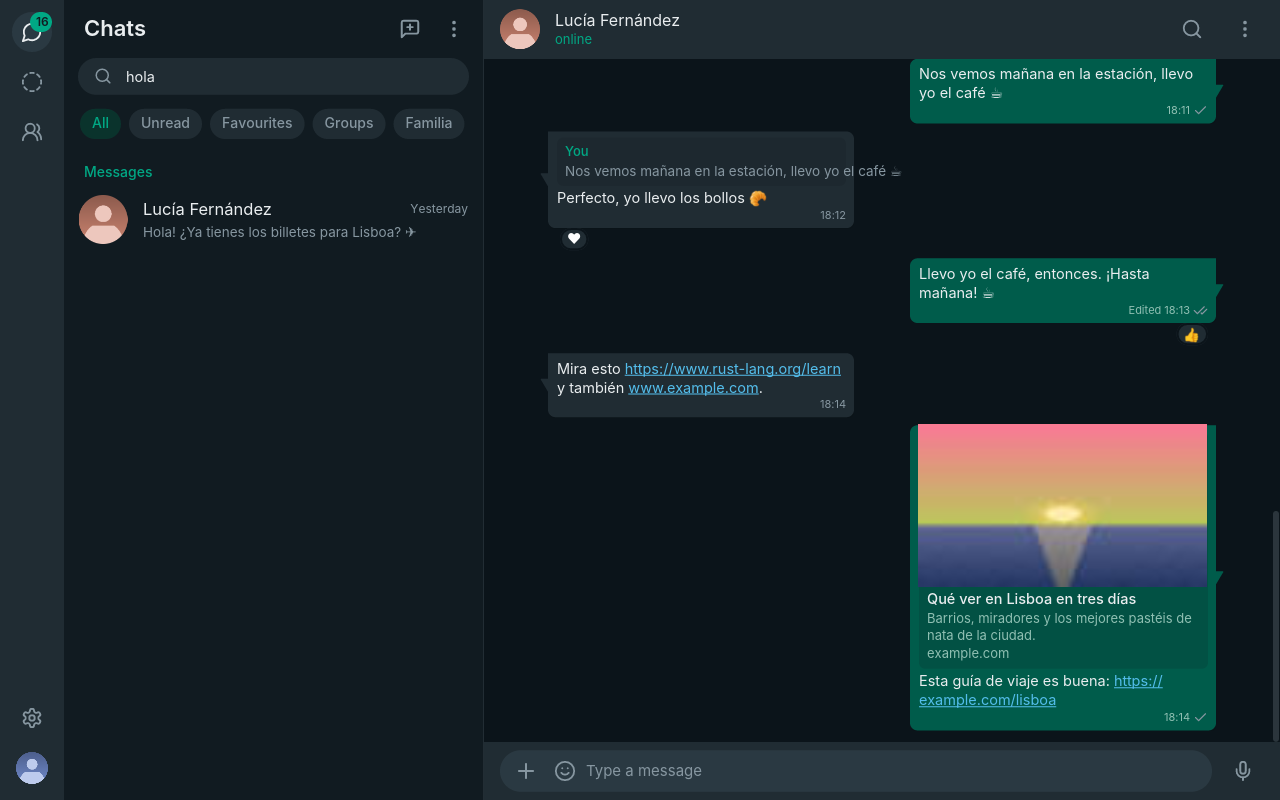 16
Chats
hola
All
Unread
Favourites
Groups
Familia
Messages
Lucía Fernández
Yesterday
Hola! ¿Ya tienes los billetes para Lisboa? ✈
Lucía Fernández
online
Nos vemos mañana en la estación, llevo
yo el café ☕
18:11
You
Nos vemos mañana en la estación, llevo yo el café ☕
Perfecto, yo llevo los bollos 🥐
18:12
Llevo yo el café, entonces. ¡Hasta
mañana! ☕
Edited 18:13
Mira esto https://www.rust-lang.org/learn
y también www.example.com.
18:14
Qué ver en Lisboa en tres días
Barrios, miradores y los mejores pastéis de
nata de la ciudad.
example.com
Esta guía de viaje es buena: https://
example.com/lisboa
18:14
Type a message